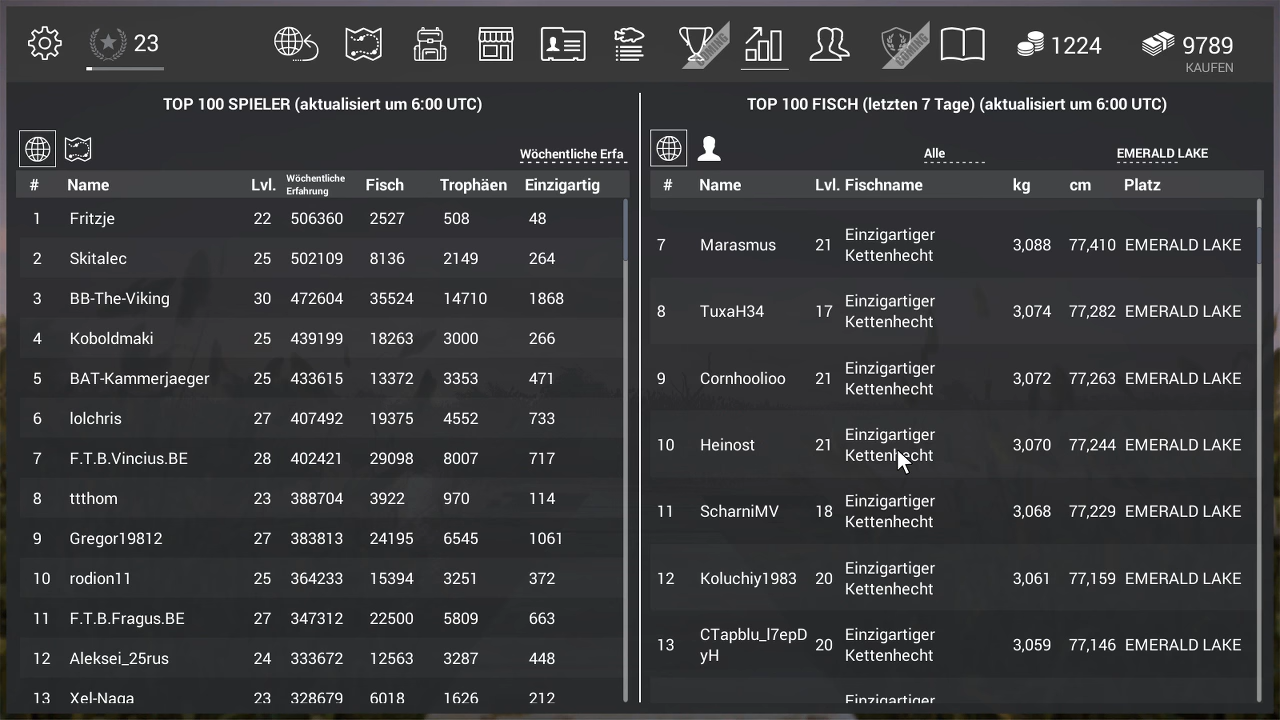 23
COMING
COMING
1224
9789
KAUFEN
TOP 100 SPIELER (aktualisiert um 6:00 UTC)
Wöchentliche Erfa
# Name Lvl. Wöchentliche Erfahrung Fisch Trophäen Einzigartig
1 Fritzje 22 506360 2527 508 48
2 Skitalec 25 502109 8136 2149 264
3 BB-The-Viking 30 472604 35524 14710 1868
4 Koboldmaki 25 439199 18263 3000 266
5 BAT-Kammerjaeger 25 433615 13372 3353 471
6 lolchris 27 407492 19375 4552 733
7 F.T.B.Vincius.BE 28 402421 29098 8007 717
8 ttthom 23 388704 3922 970 114
9 Gregor19812 27 383813 24195 6545 1061
10 rodion11 25 364233 15394 3251 372
11 F.T.B.Fragus.BE 27 347312 22500 5809 663
12 Aleksei_25rus 24 333672 12563 3287 448
13 Xel-Naga 23 328679 6018 1626 212
TOP 100 FISCH (letzten 7 Tage) (aktualisiert um 6:00 UTC)
Alle EMERALD LAKE
# Name Lvl. Fischname kg cm Platz
7 Marasmus 21 Einzigartiger Kettenhecht 3,088 77,410 EMERALD LAKE
8 TuxaH34 17 Einzigartiger Kettenhecht 3,074 77,282 EMERALD LAKE
9 Cornhoolioo 21 Einzigartiger Kettenhecht 3,072 77,263 EMERALD LAKE
10 Heinost 21 Einzigartiger Kettenhecht 3,070 77,244 EMERALD LAKE
11 ScharniMV 18 Einzigartiger Kettenhecht 3,068 77,229 EMERALD LAKE
12 Koluchiy1983 20 Einzigartiger Kettenhecht 3,061 77,159 EMERALD LAKE
13 CTapblu_l7epDyH 20 Einzigartiger Kettenhecht 3,059 77,146 EMERALD LAKE
Einzigartiger